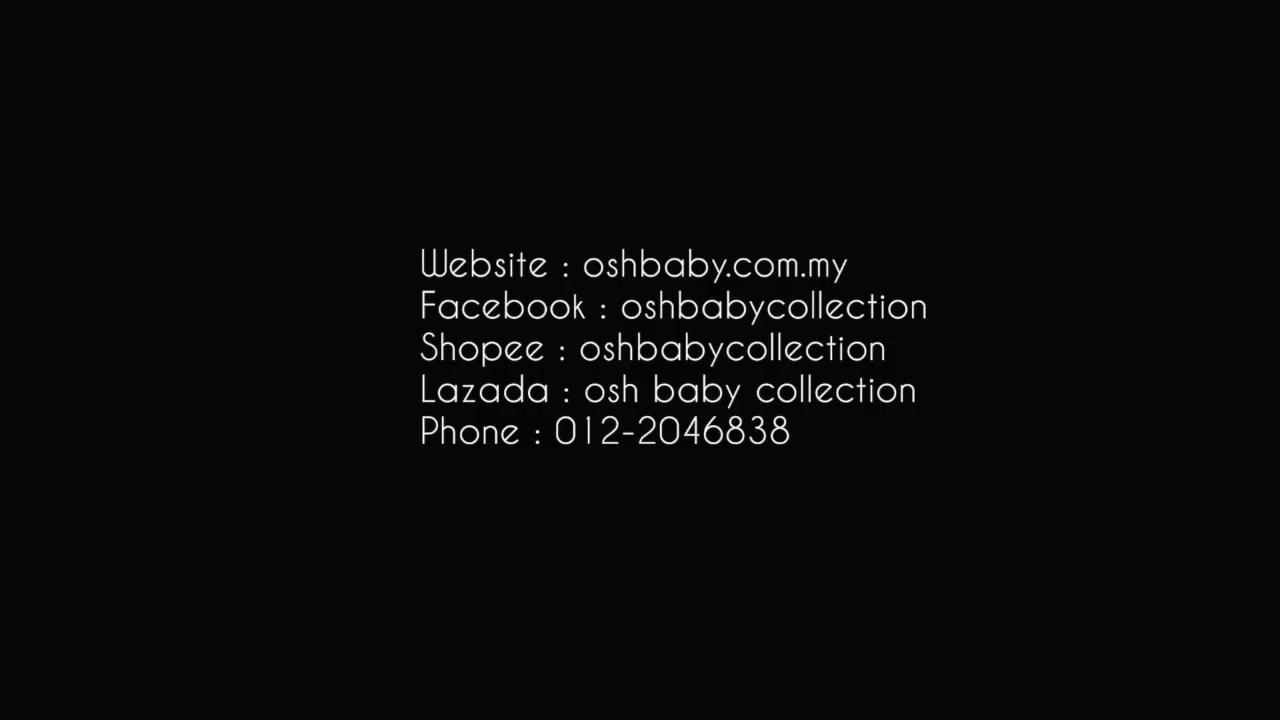 Website : oshbaby.com.my
Facebook : oshbabycollection
Shopee : oshbabycollection
Lazada : osh baby collection
Phone : 012-2046838